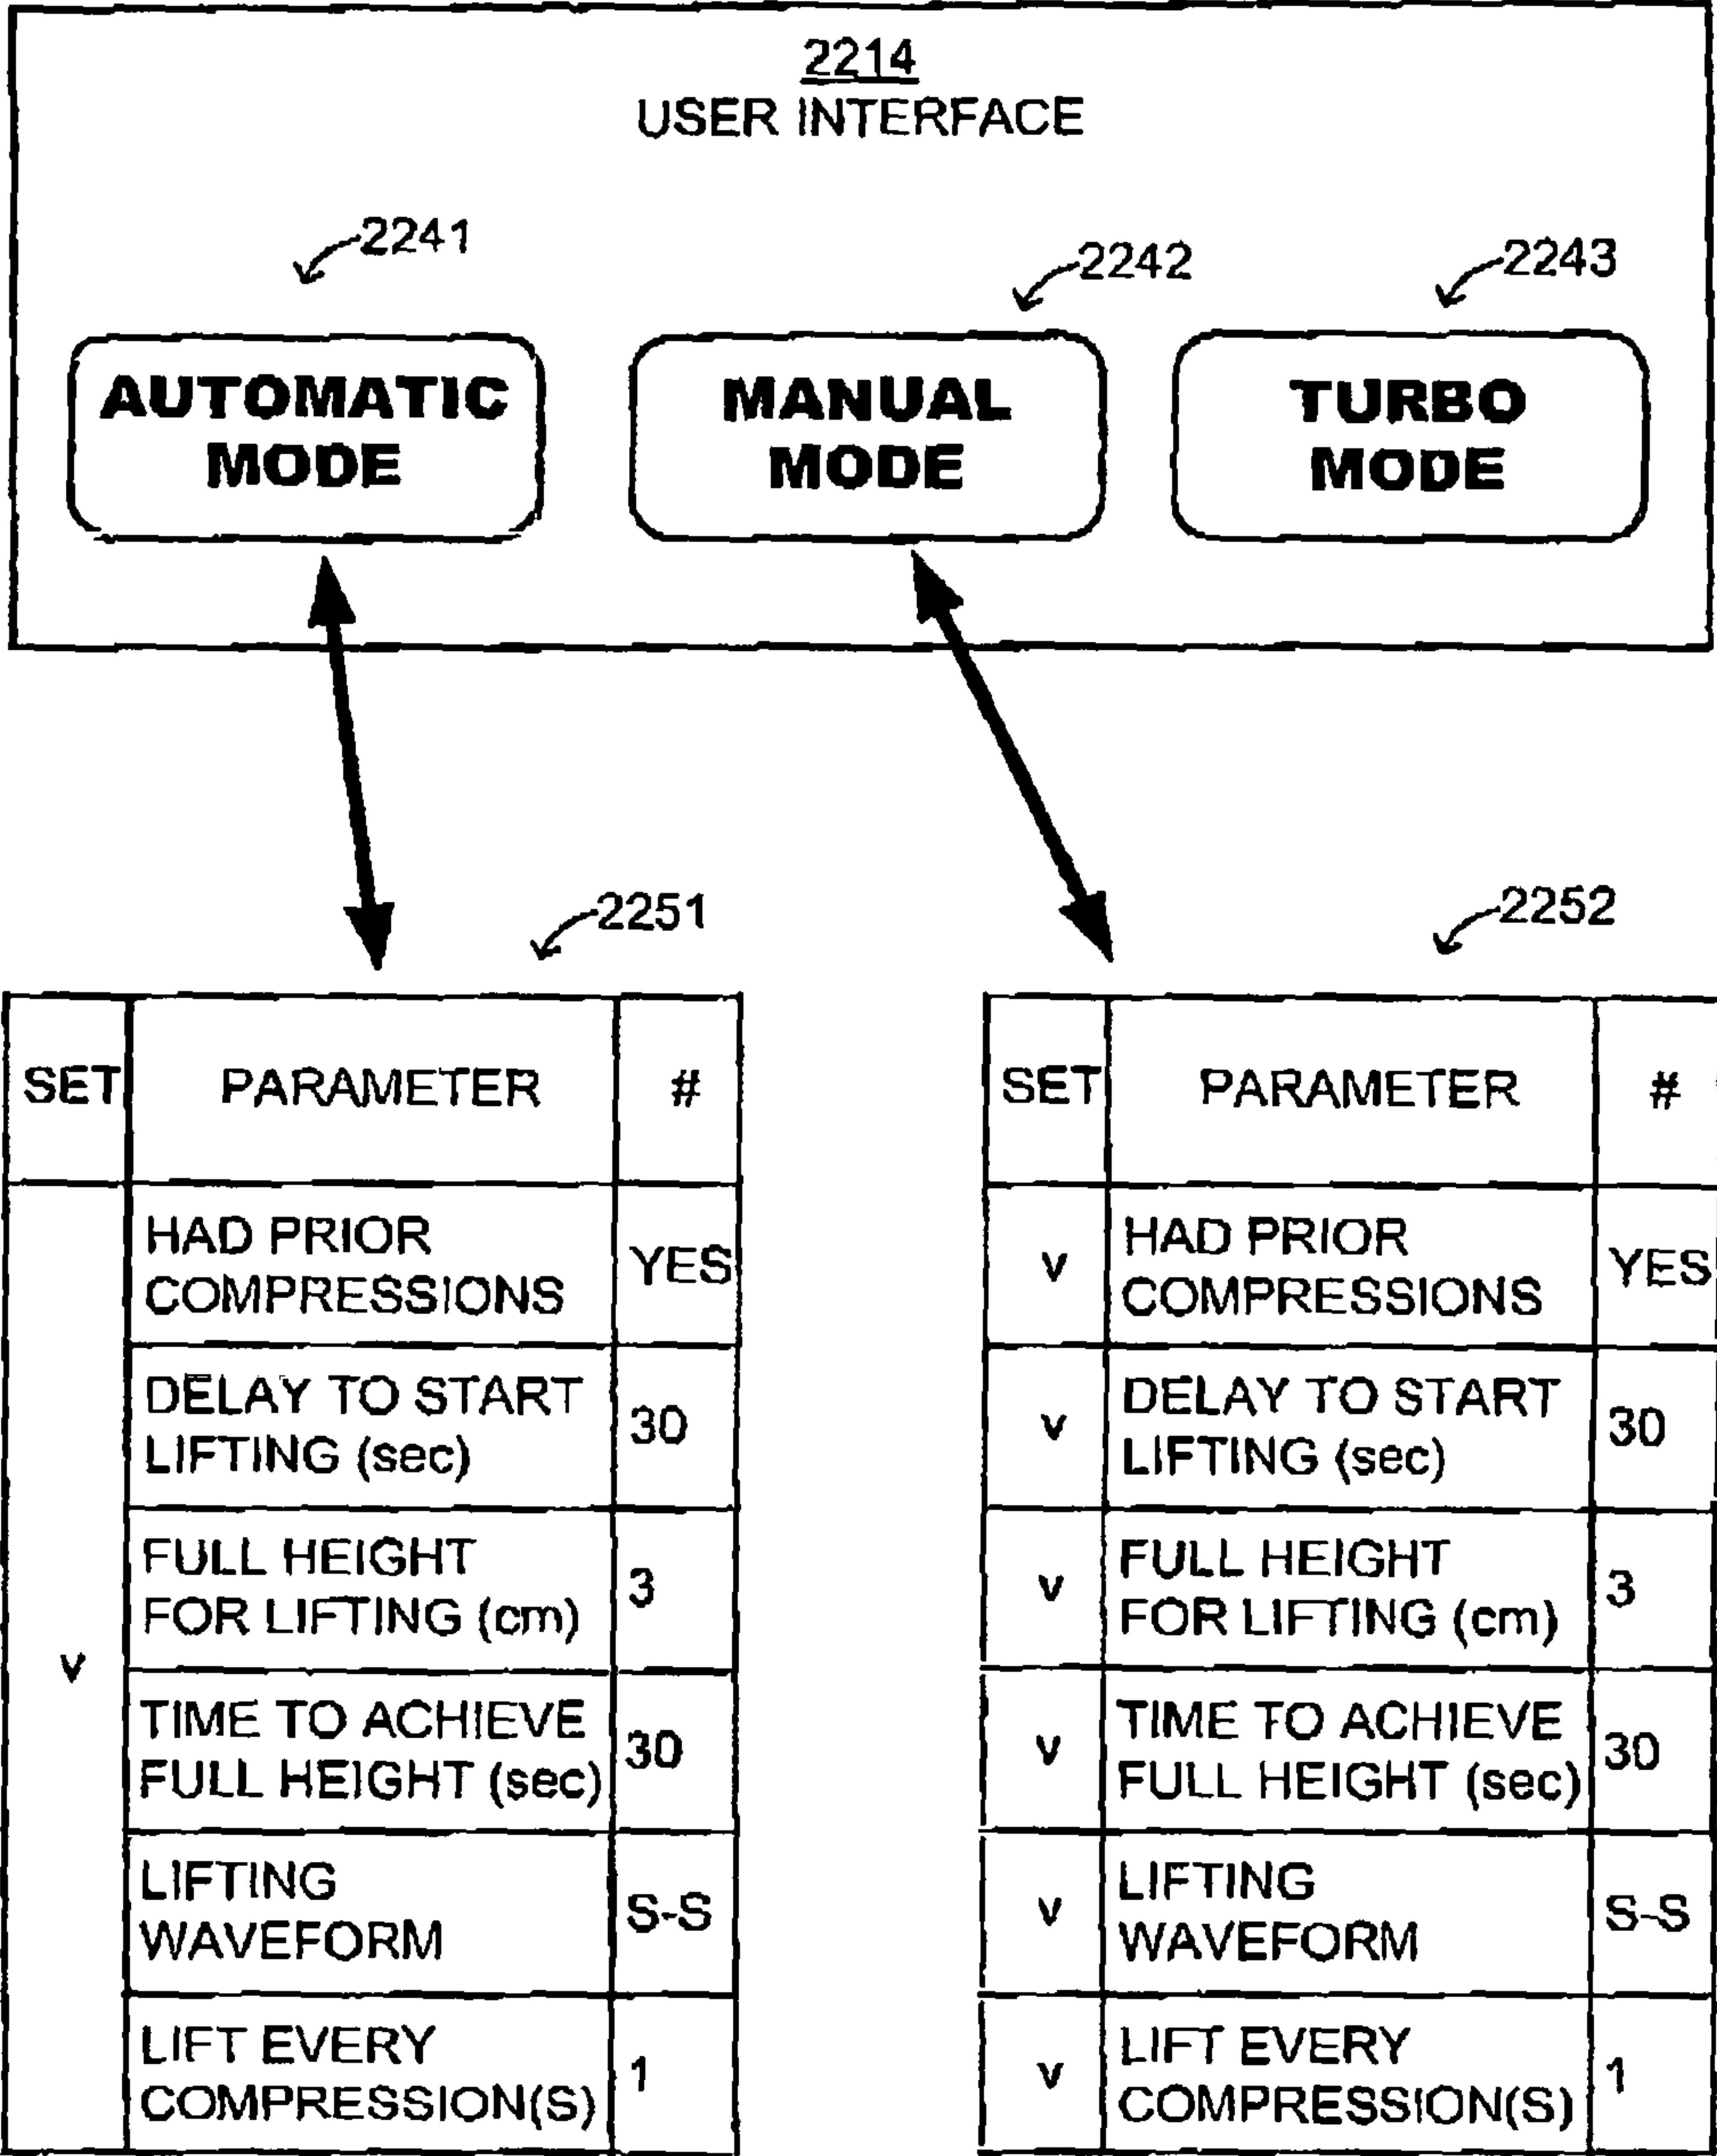 2214
USER INTERFACE
2241
2242
2243
AUTOMATIC
MODE
MANUAL
MODE
TURBO
MODE
2251
SET PARAMETER #
HAD PRIOR
COMPRESSIONS
YES
DELAY TO START
LIFTING (sec)
30
FULL HEIGHT
FOR LIFTING (cm)
3
v
TIME TO ACHIEVE
FULL HEIGHT (sec)
30
LIFTING
WAVEFORM
S-S
LIFT EVERY
COMPRESSION(S)
1
2252
SET PARAMETER #
v
HAD PRIOR
COMPRESSIONS
YES
v
DELAY TO START
LIFTING (sec)
30
v
FULL HEIGHT
FOR LIFTING (cm)
3
v
TIME TO ACHIEVE
FULL HEIGHT (sec)
30
v
LIFTING
WAVEFORM
S-S
v
LIFT EVERY
COMPRESSION(S)
1